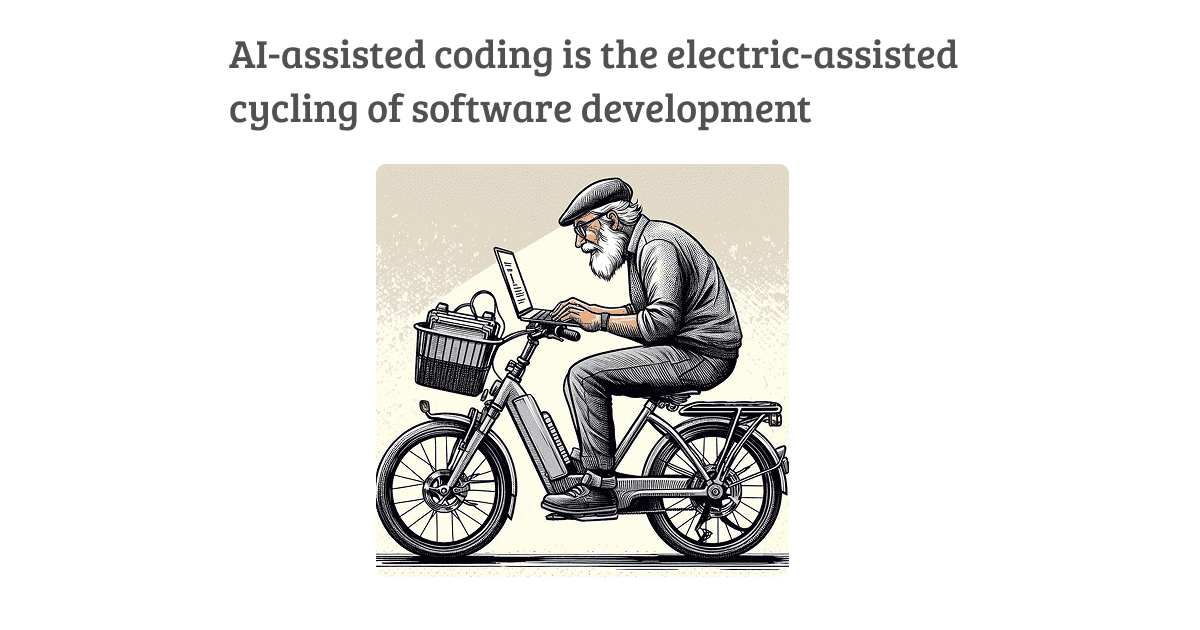 AI-assisted coding is the electric-assisted
cycling of software development